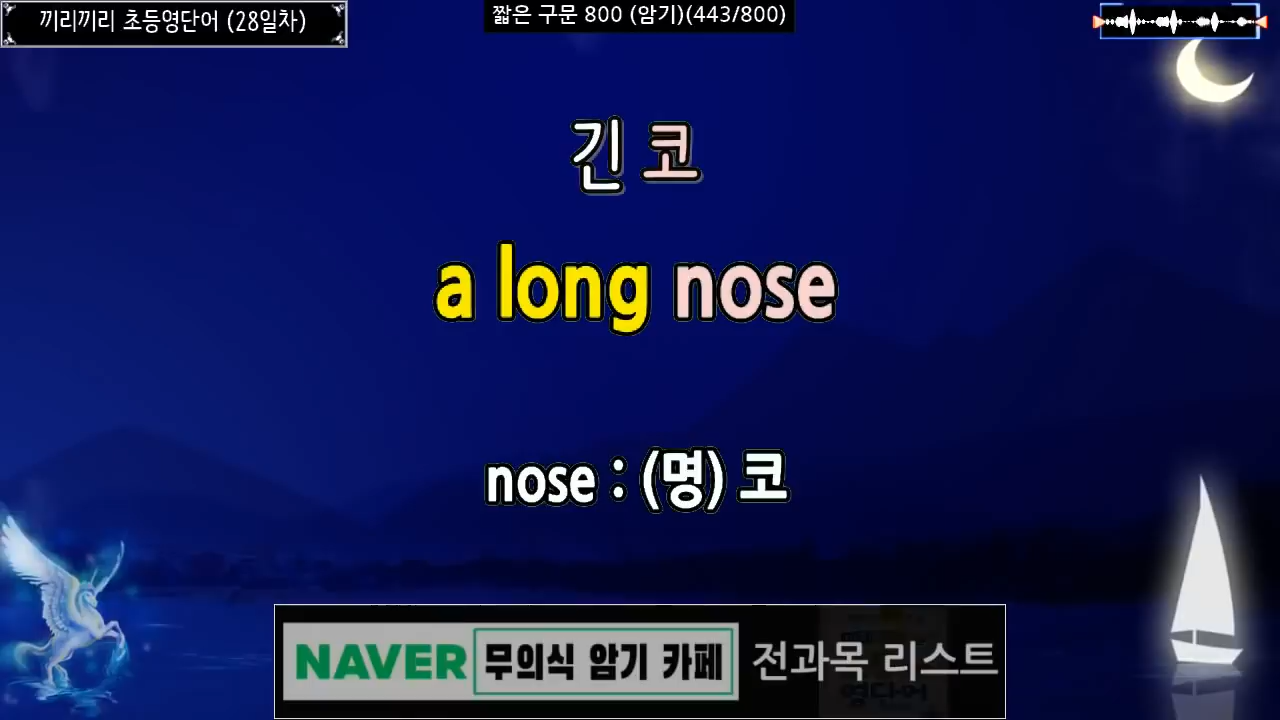 끼리끼리 초등영단어 (28일차)
짧은 구문 800 (암기)(443/800)
긴 코
a long nose
nose : (명) 코
NAVER 무의식 암기 카페 전과목 리스트